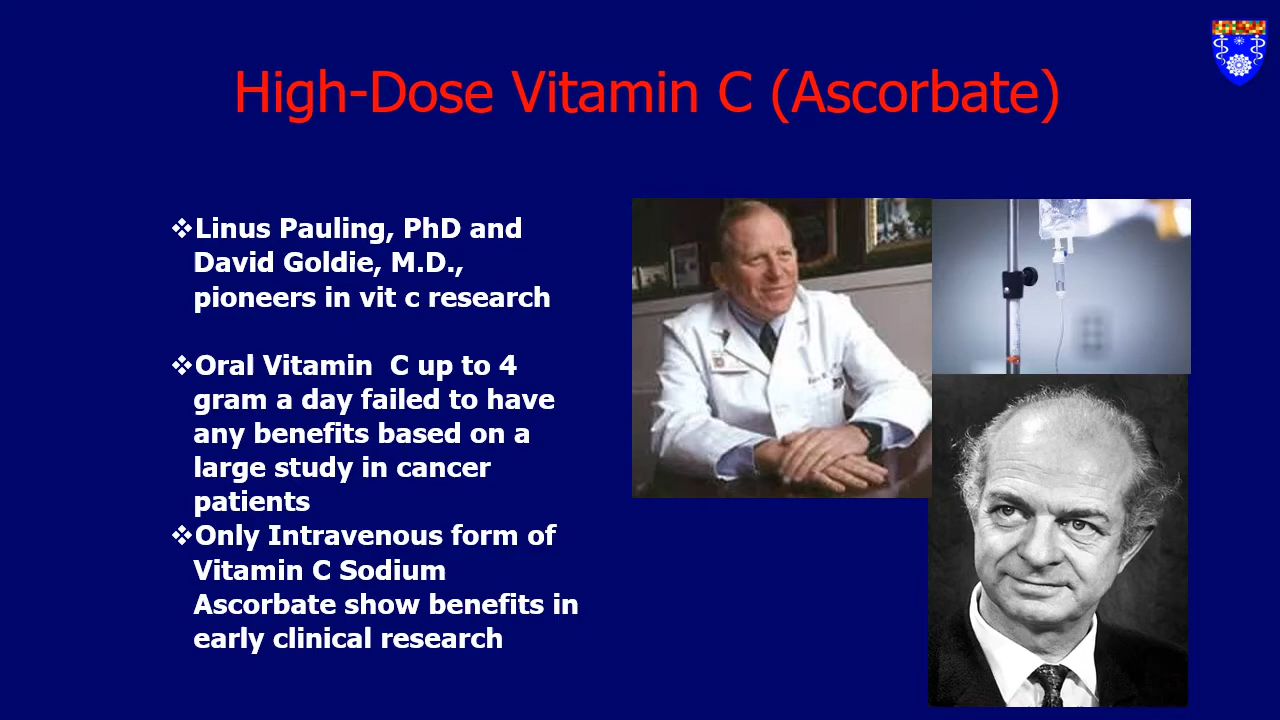 High-Dose Vitamin C (Ascorbate)
❖Linus Pauling, PhD and
David Goldie, M.D.,
pioneers in vit c research
❖Oral Vitamin  C up to 4
gram a day failed to have
any benefits based on a
large study in cancer
patients
❖Only Intravenous form of
Vitamin C Sodium
Ascorbate show benefits in
early clinical research